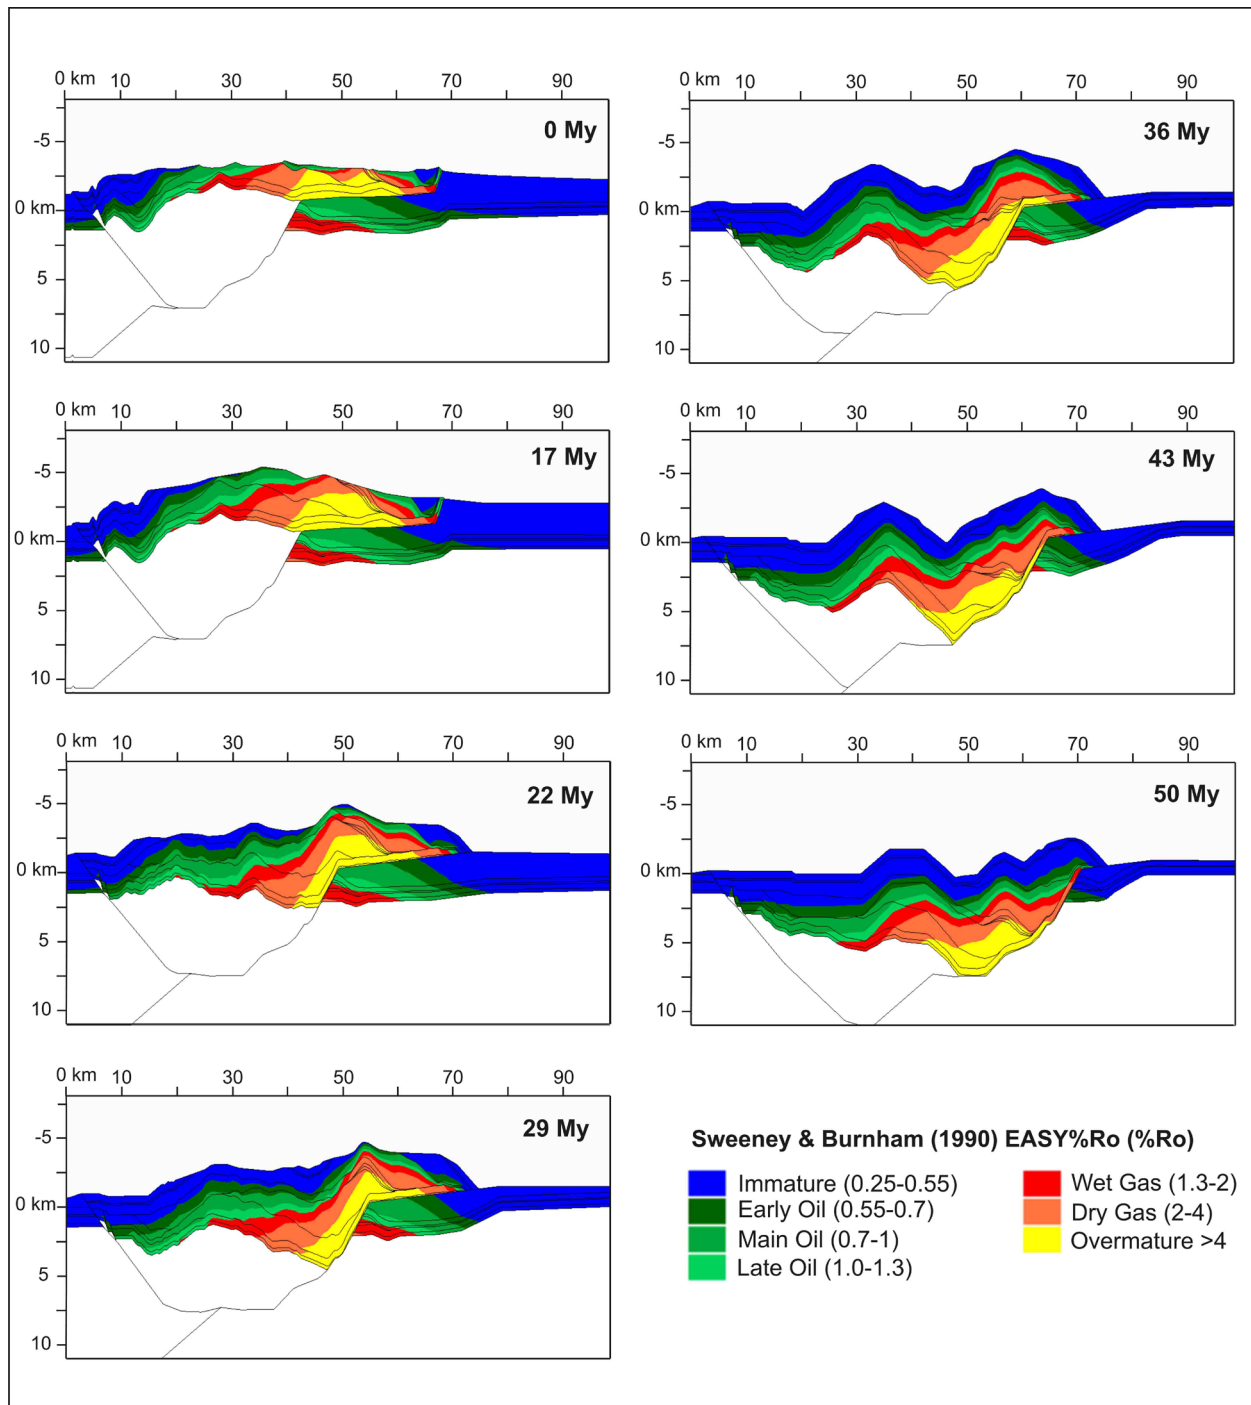 0 km 10 30 50 70 90
0 My
-5
0 km
5
10
0 km 10 30 50 70 90
17 My
-5
0 km
5
10
0 km 10 30 50 70 90
22 My
-5
0 km
5
10
0 km 10 30 50 70 90
29 My
-5
0 km
5
10
0 km 10 30 50 70 90
36 My
-5
0 km
5
10
0 km 10 30 50 70 90
43 My
-5
0 km
5
10
0 km 10 30 50 70 90
50 My
-5
0 km
5
10
Sweeney & Burnham (1990) EASY%Ro (%Ro)
Immature (0.25-0.55)
Early Oil (0.55-0.7)
Main Oil (0.7-1)
Late Oil (1.0-1.3)
Wet Gas (1.3-2)
Dry Gas (2-4)
Overmature >4